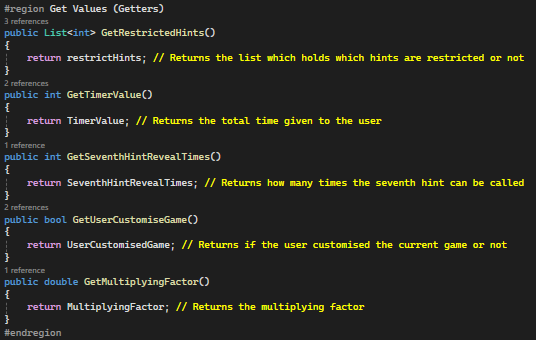 #region Get Values (Getters)
3 references
public List<int> GetRestrictedHints()
{
return restrictHints; // Returns the list which holds which hints are restricted or not
}
2 references
public int GetTimerValue()
{
return TimerValue; // Returns the total time given to the user
}
1 reference
public int GetSeventhHintRevealTimes()
{
return SeventhHintRevealTimes; // Returns how many times the seventh hint can be called
}
2 references
public bool GetUserCustomiseGame()
{
return UserCustomisedGame; // Returns if the user customised the current game or not
}
1 reference
public double GetMultiplyingFactor()
{
return MultiplyingFactor; // Returns the multiplying factor
}
#endregion